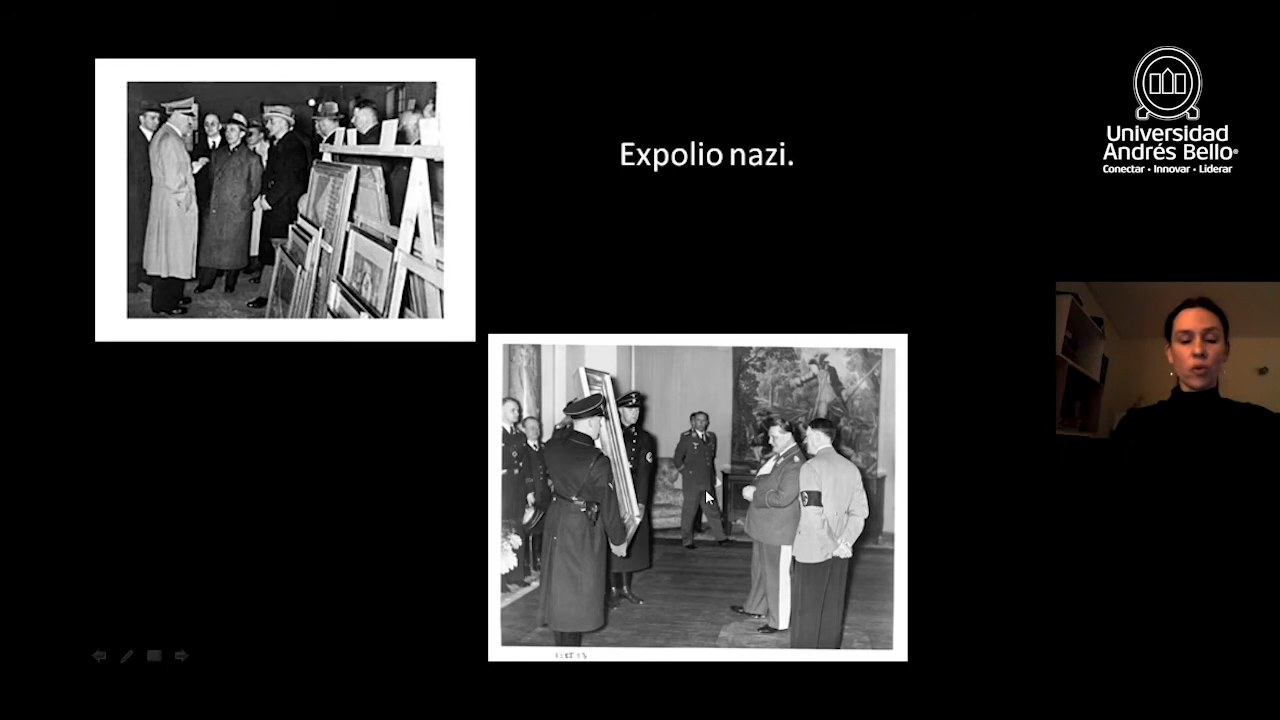 Expolio nazi.
Universidad
Andrés Bello®
Conectar • Innovar • Liderar